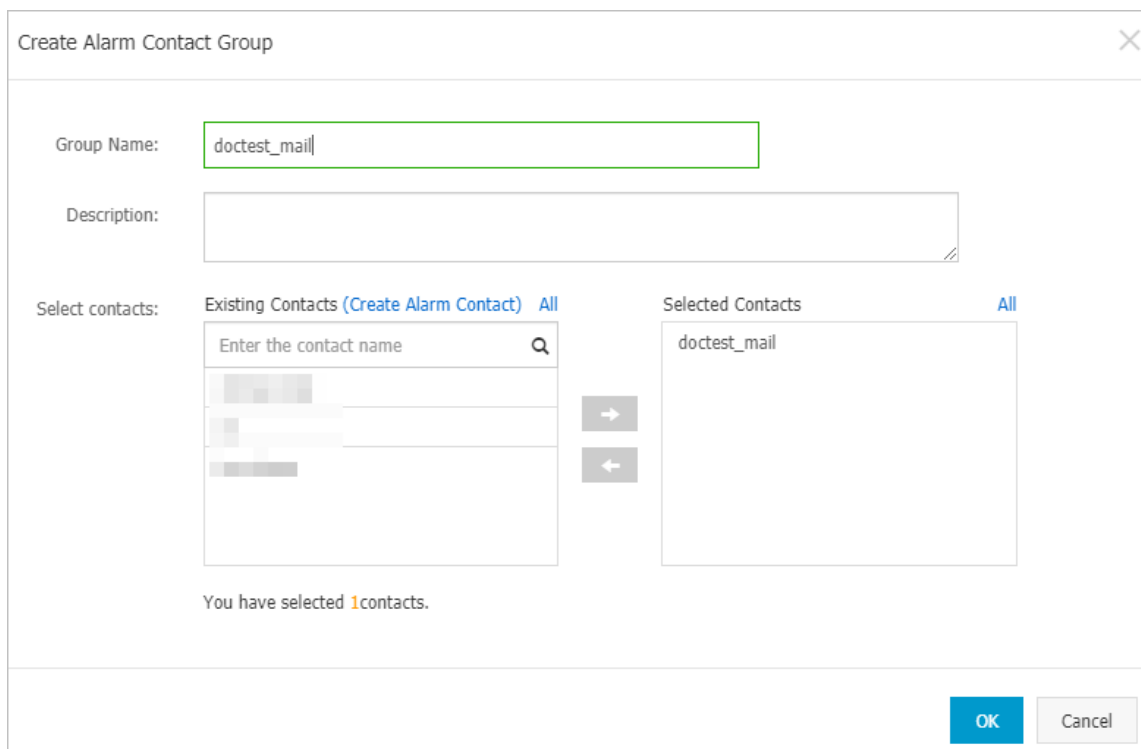 Create Alarm Contact Group
Group Name:
doctest_mail
Description:
Select contacts:
Existing Contacts (Create Alarm Contact) All
Selected Contacts All
Enter the contact name
doctest_mail
You have selected 1contacts.
OK
Cancel